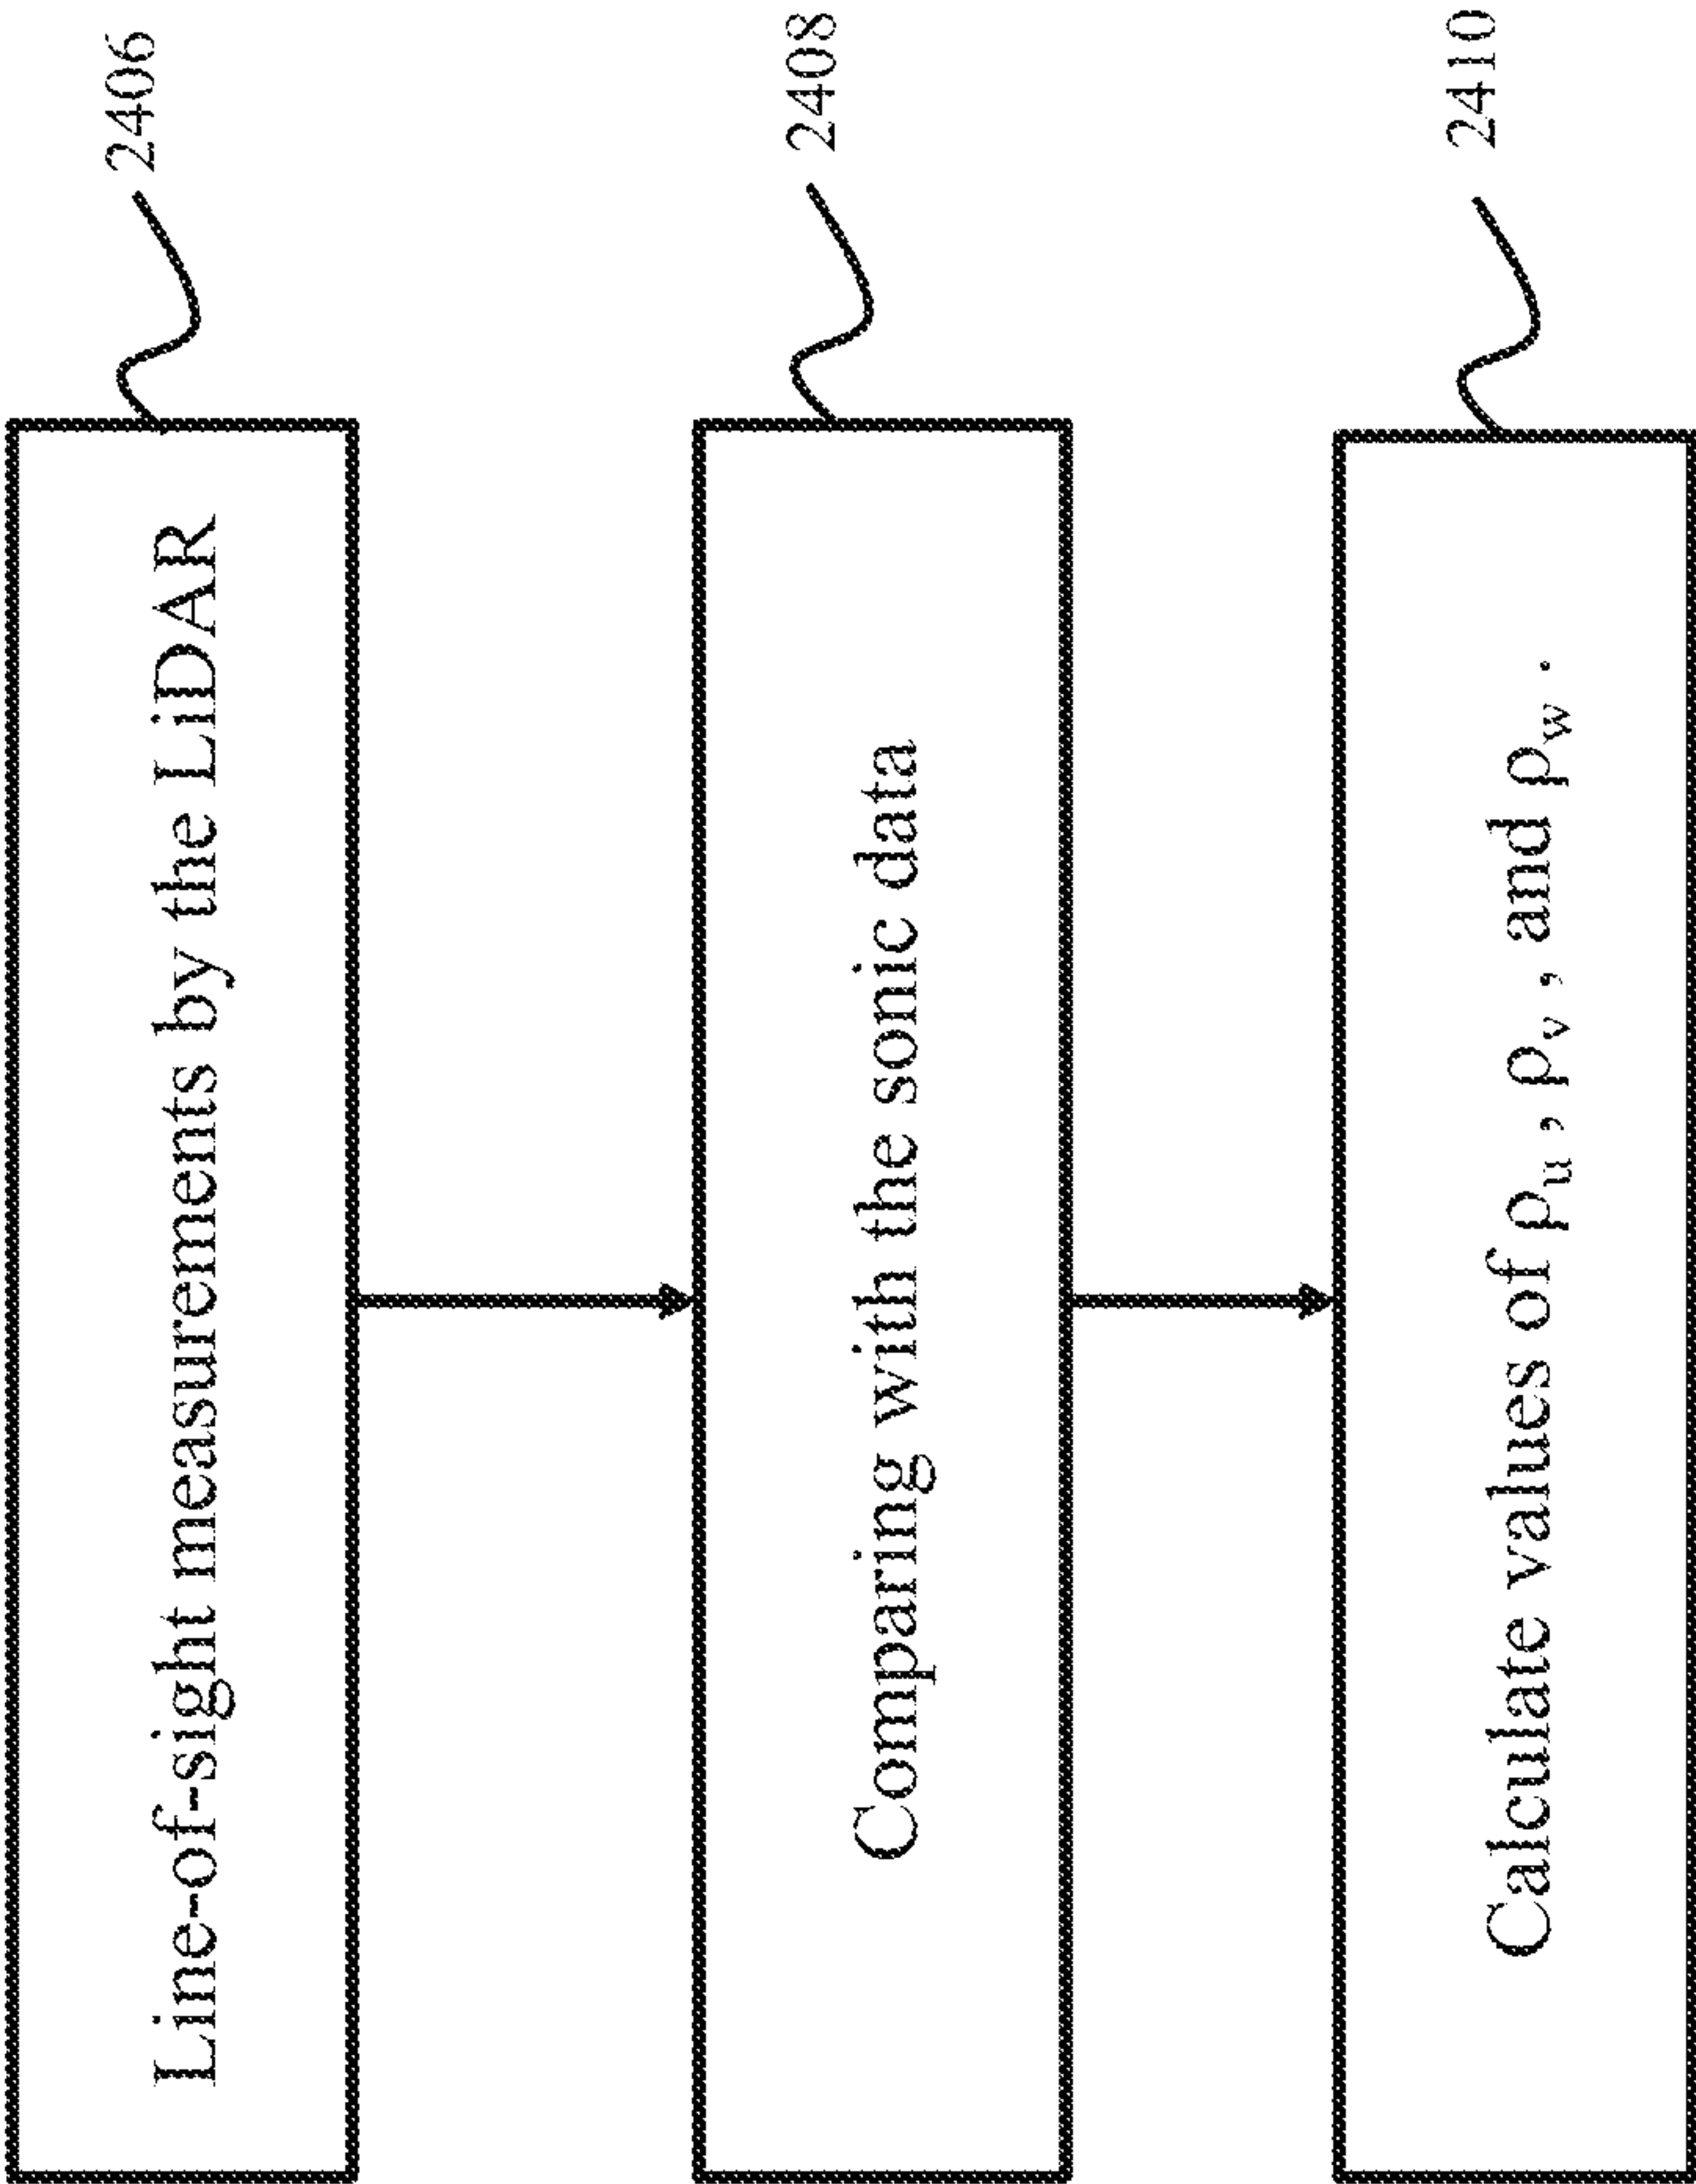 Line-of-sight measurements by the LiDAR
2406
Comparing with the sonic data
2408
Calculate values of ρu , ρv , and ρw .
2410